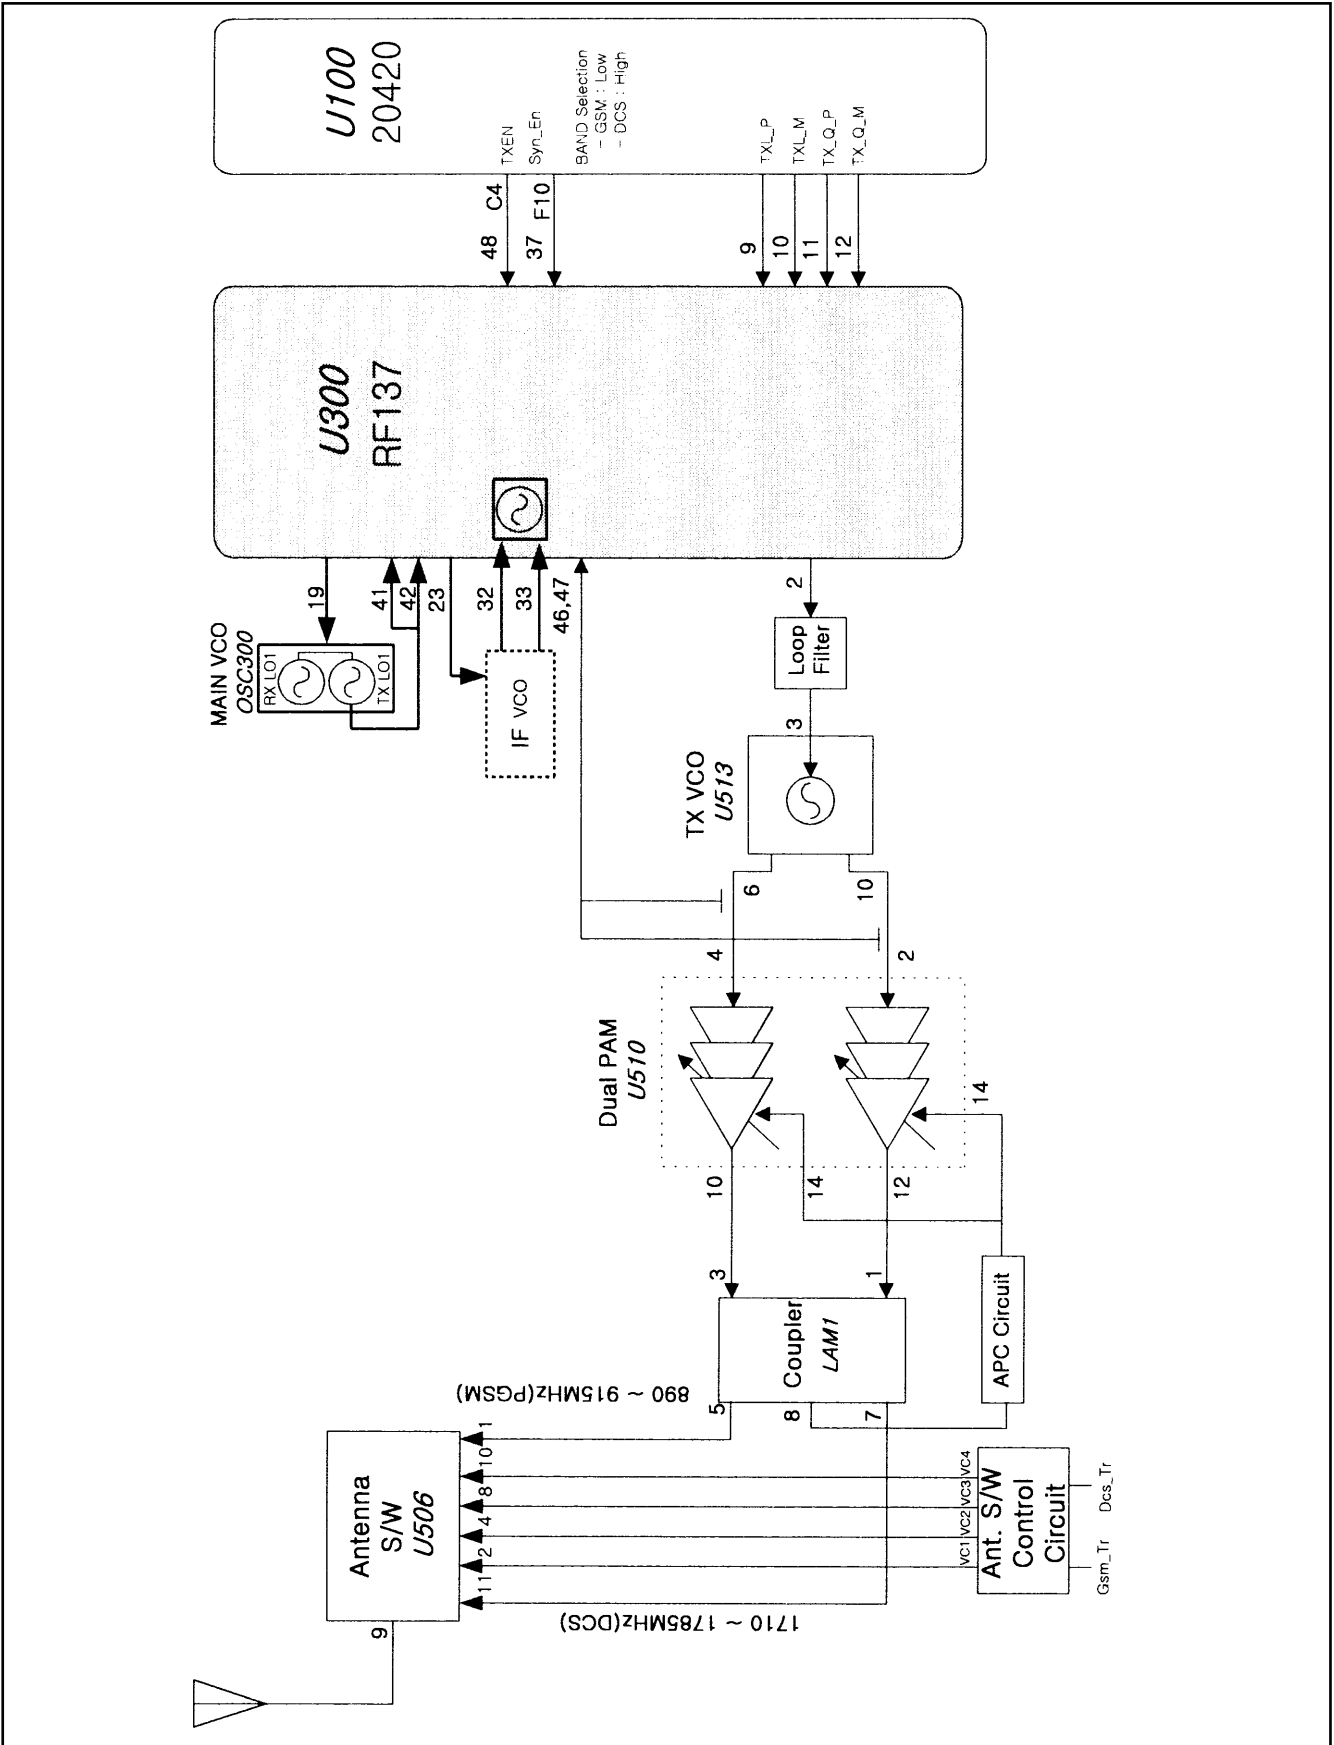 U100
20420
TXEN
Syn_En
BAND Selection
- GSM : Low
- DCS : High
TXI_P
TXI_M
TX_Q_P
TX_Q_M
C4
F10
48
37
9
10
11
12
U300
RF137
19
41
42
23
32
33
46,47
2
MAIN VCO
OSC300
RX LO1
TX LO1
IF VCO
Loop
Filter
3
TX VCO
U513
6
10
4
2
Dual PAM
U510
14
10
14
12
3
1
Coupler
LAM1
APC Circuit
5
8
7
890 ~ 915MHz(PGSM)
1
10
8
4
2
11
Antenna
S/W
U506
9
1710 ~ 1785MHz(DCS)
VC1 VC2 VC3 VC4
Ant. S/W
Control
Circuit
Gsm_Tr
Dcs_Tr